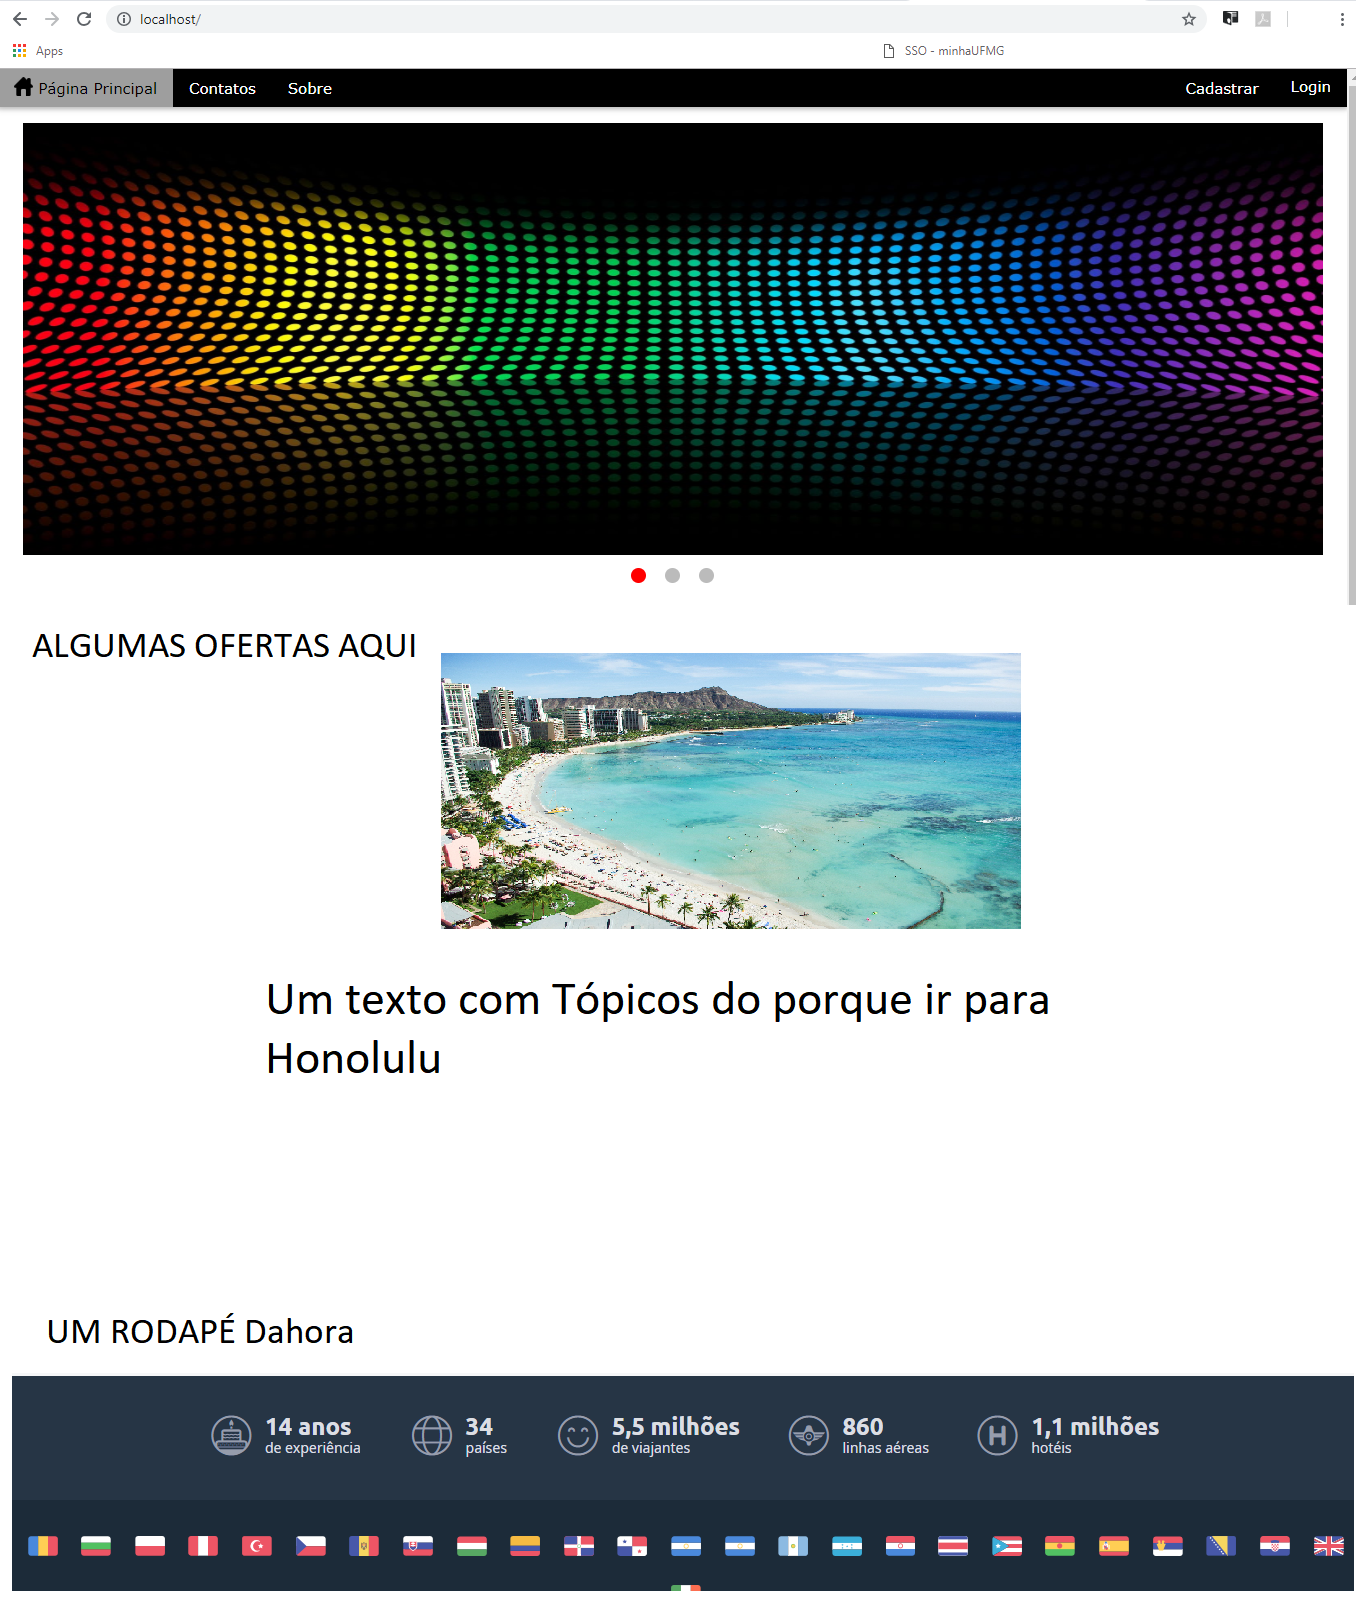 localhost/
Apps
SSO - minhaUFMG
Página Principal Contatos Sobre Cadastrar Login
ALGUMAS OFERTAS AQUI
Um texto com Tópicos do porque ir para
Honolulu
UM RODAPÉ Dahora
14 anos 34 5,5 milhões 860 1,1 milhões
de experiência países de viajantes linhas aéreas hotéis